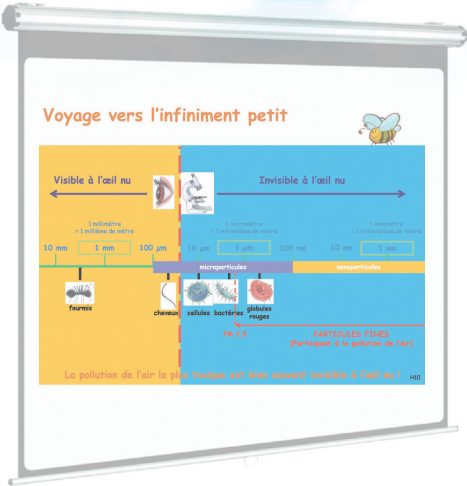 Voyage vers l'infiniment petit
Visible à l'œil nu
Invisible à l'œil nu
1 millimètre
= 1 millième de mètre
1 micromètre
= 1 millionième de mètre
1 nanomètre
= 1 milliardième de mètre
10 mm 1 mm 100 µm 10 µm 1 µm 100 nm 10 nm 1 nm
microparticules nanoparticules
fourmis
cheveux
cellules
bactéries
globules
rouges
PM 2,5
PARTICULES FINES
(Participent à la pollution de l'air)
La pollution de l'air la plus toxique est bien souvent invisible à l'œil nu !
H10